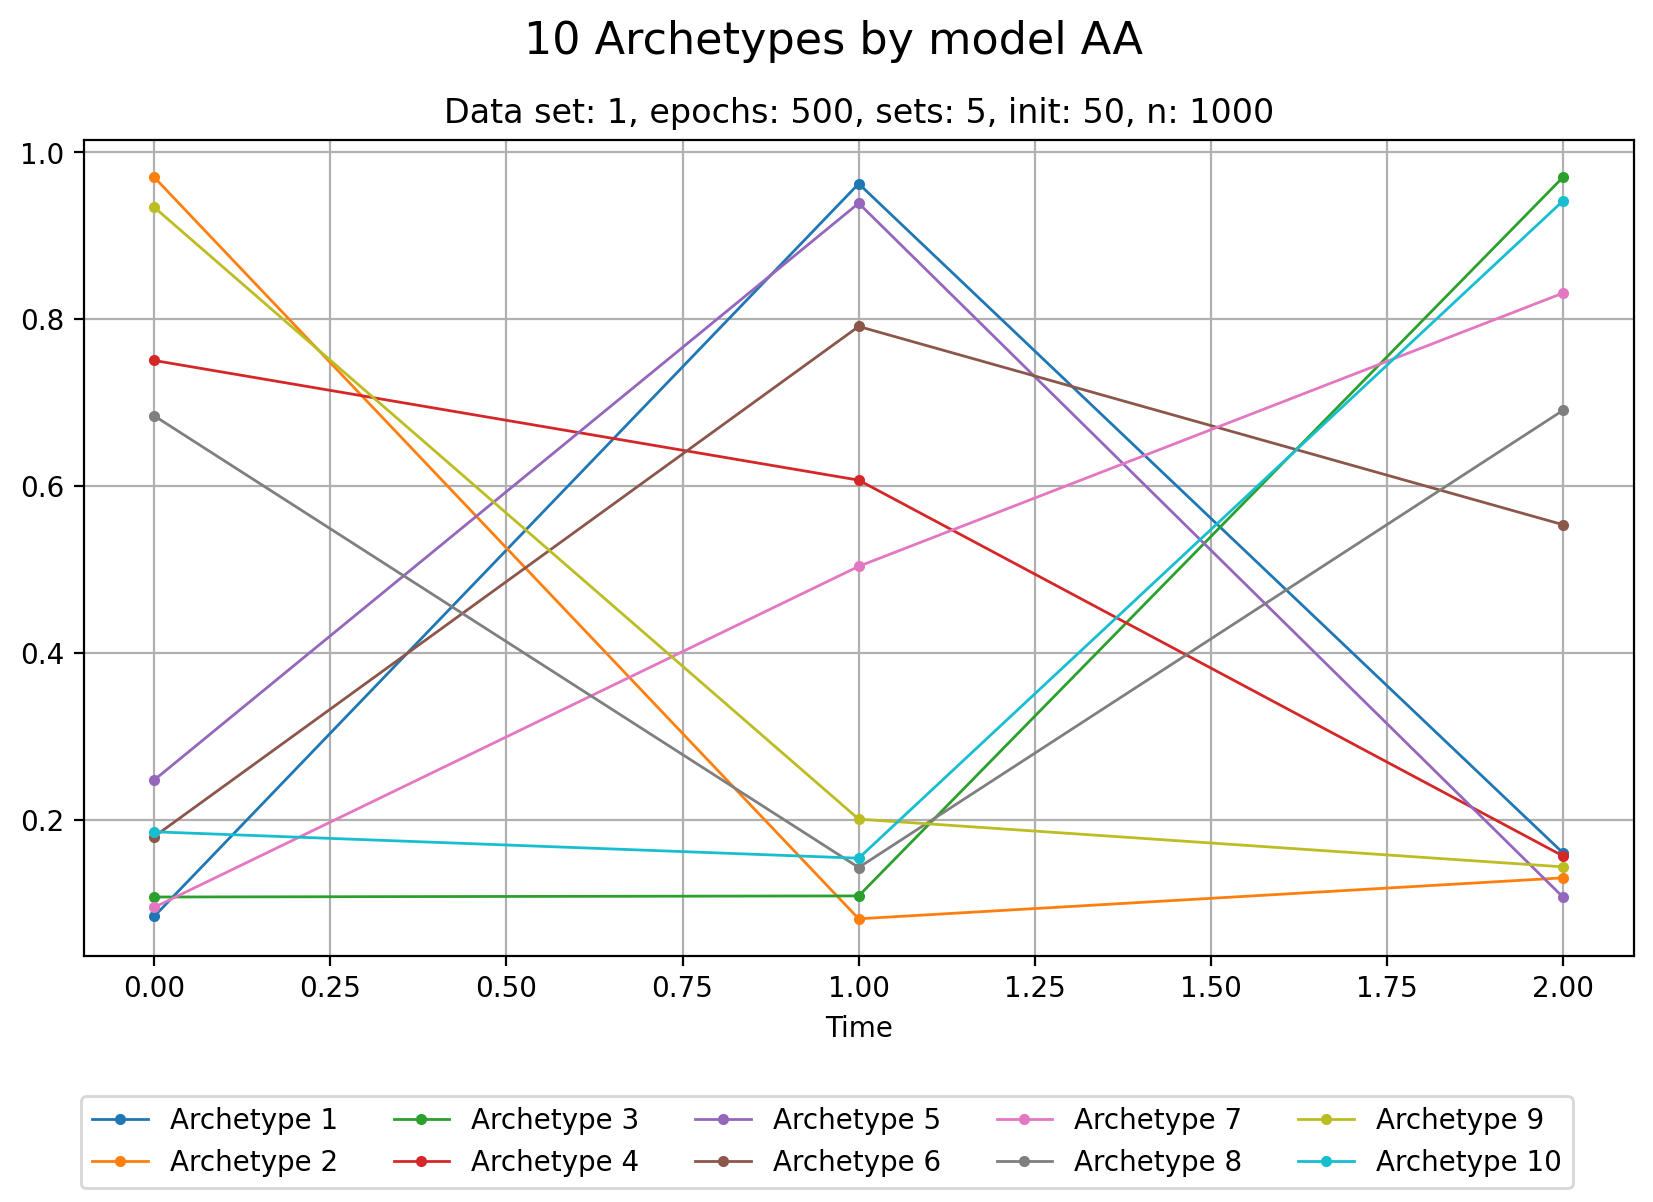 10 Archetypes by model AA
Data set: 1, epochs: 500, sets: 5, init: 50, n: 1000
1.0
0.8
0.6
0.4
0.2
0.00 0.25 0.50 0.75 1.00 1.25 1.50 1.75 2.00
Time
Archetype 1 Archetype 3 Archetype 5 Archetype 7 Archetype 9
Archetype 2 Archetype 4 Archetype 6 Archetype 8 Archetype 10